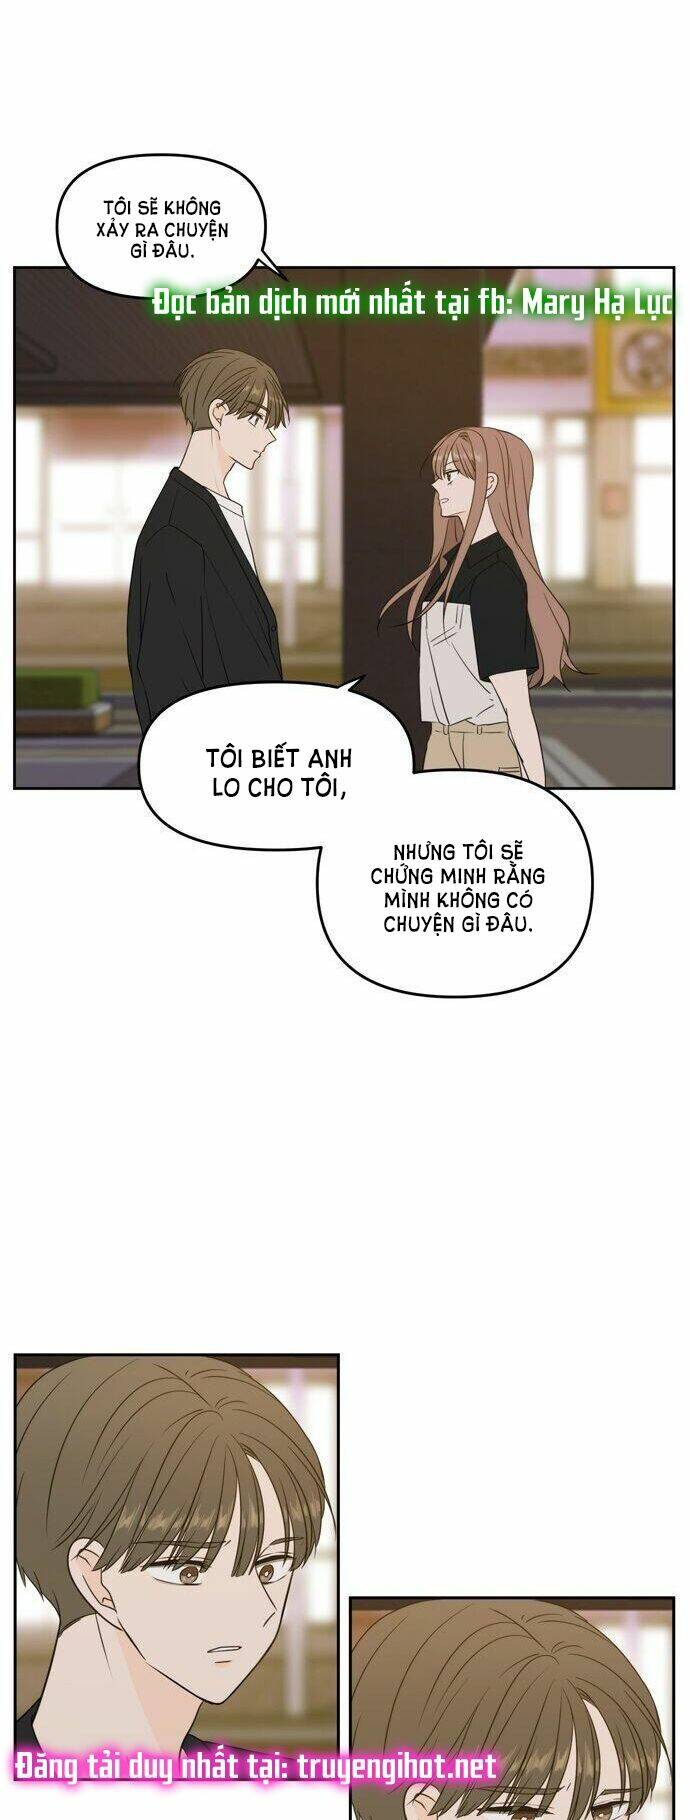 TÔI SẼ KHÔNG
XẢY RA CHUYỆN
GÌ ĐÂU.
Đọc bản dịch mới nhất tại fb: Mary Hạ Lục
TÔI BIẾT ANH
LO CHO TÔI,
NHƯNG TÔI SẼ
CHỨNG MINH RẰNG
MÌNH KHÔNG CÓ
CHUYỆN GÌ ĐÂU.
Đăng tải duy nhất tại: truyengihot.net